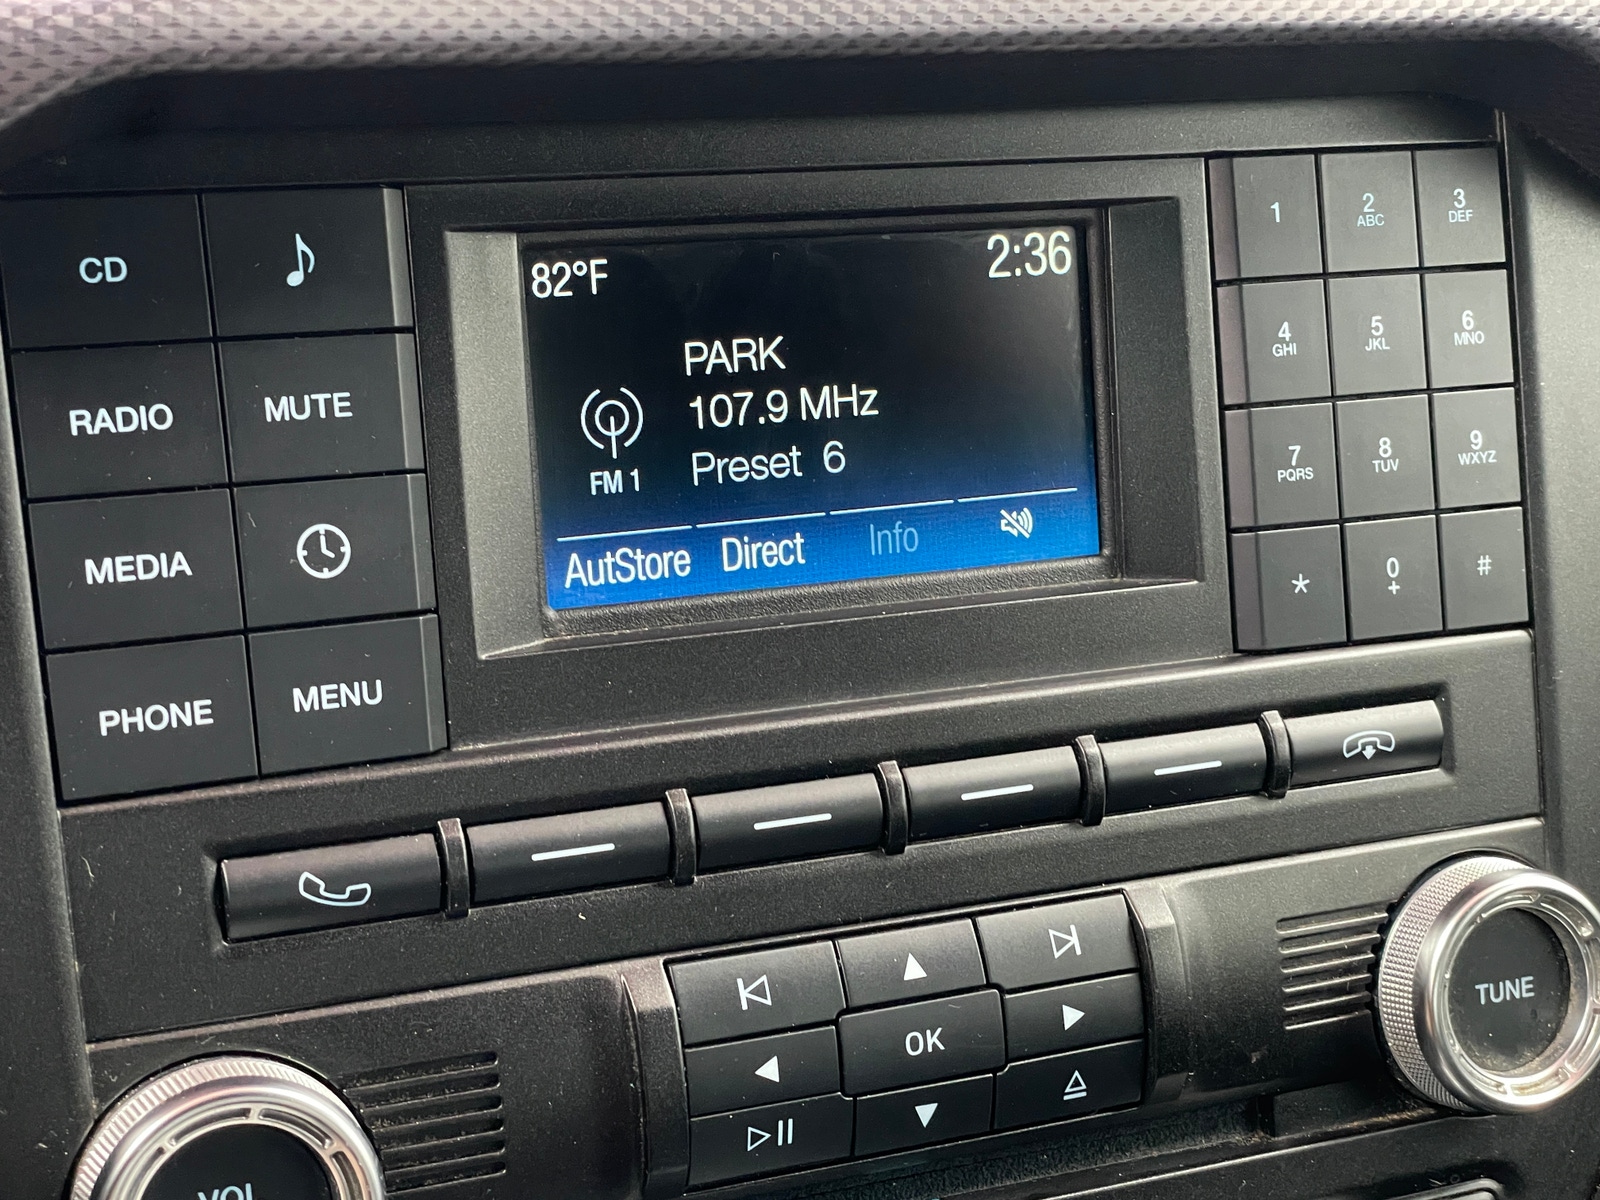 82°F
2:36
PARK
107.9 MHz
FM 1
Preset 6
AutStore Direct Info
CD
RADIO
MUTE
MEDIA
PHONE
MENU
1
2
ABC
3
DEF
4
GHI
5
JKL
6
MNO
7
PQRS
8
TUV
9
WXYZ
*
0
+
#
OK
TUNE
VOL